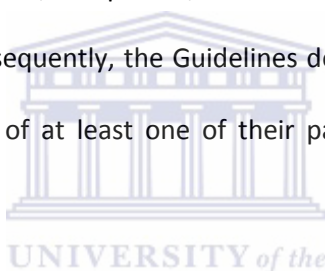 sequently, the Guidelines de
of at least one of their pa
UNIVERSITY of the